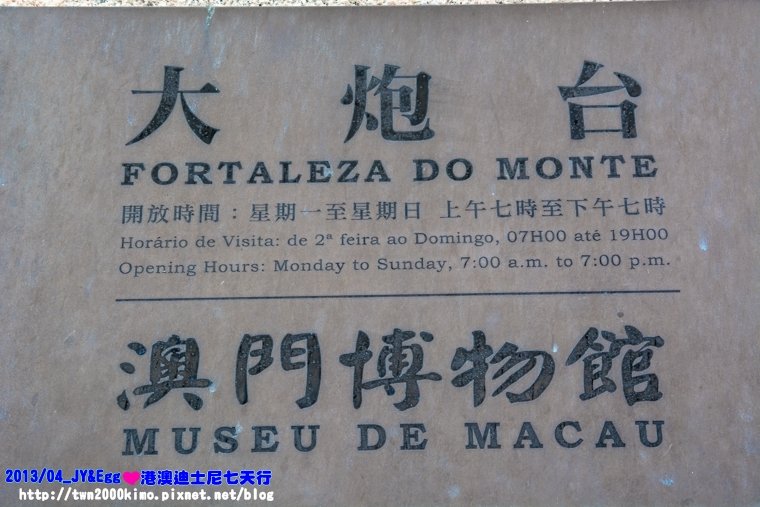 大炮台
FORTALEZA DO MONTE
開放時間：星期一至星期日 上午七時至下午七時
Horário de Visita: de 2ª feira ao Domingo, 07H00 até 19H00
Opening Hours: Monday to Sunday, 7:00 a.m. to 7:00 p.m.
澳門博物館
MUSEU DE MACAU
2013/04_JY&Egg❤港澳迪士尼七天行
http://twn2000kimo.pixnet.net/blog